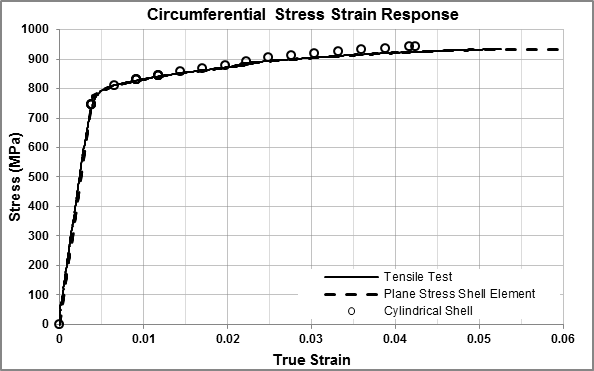 Circumferential Stress Strain Response
1000
900
800
700
600
500
400
300
200
100
0
Stress (MPa)
Tensile Test
Plane Stress Shell Element
Cylindrical Shell
0 0.01 0.02 0.03 0.04 0.05 0.06
True Strain